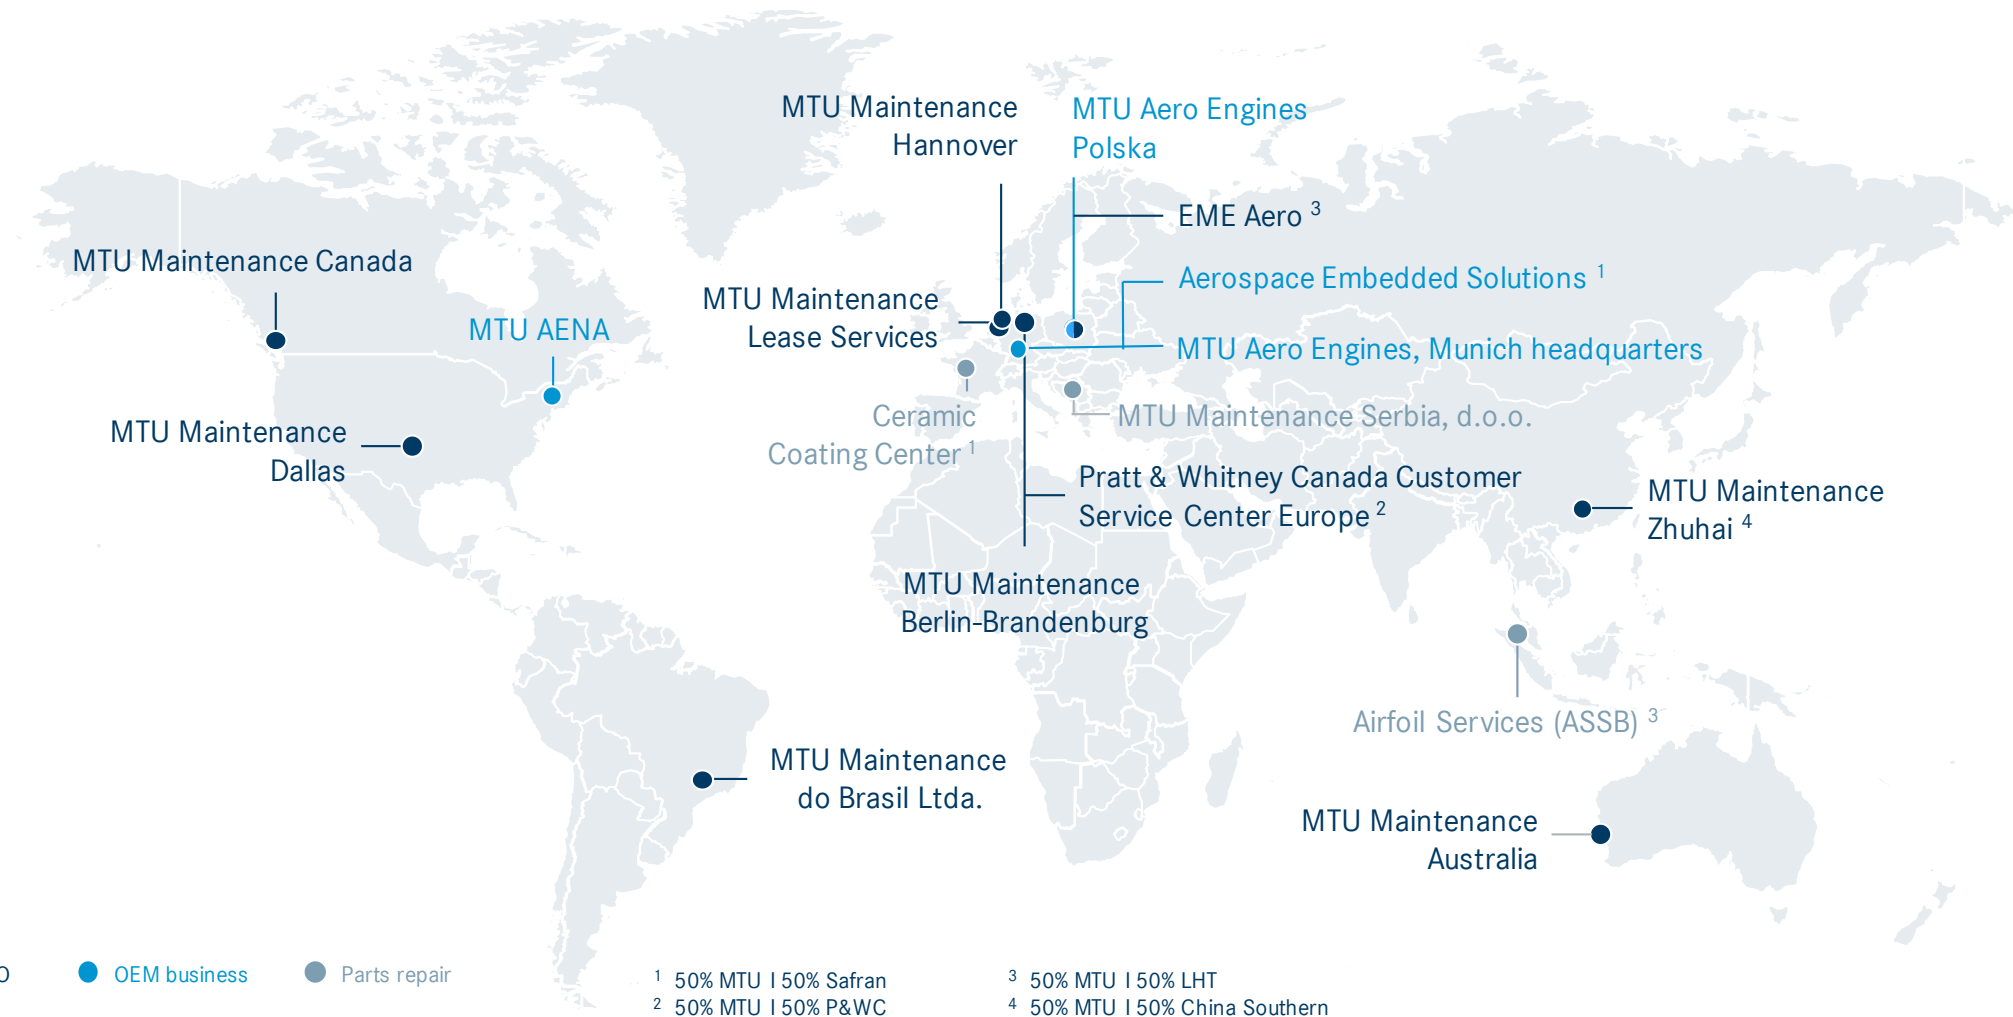 MTU Maintenance
Hannover
MTU Aero Engines
Polska
EME Aero ³
MTU Maintenance Canada
Aerospace Embedded Solutions ¹
MTU Maintenance
Lease Services
MTU AENA
MTU Aero Engines, Munich headquarters
Ceramic
Coating Center ¹
MTU Maintenance Serbia, d.o.o.
MTU Maintenance
Dallas
Pratt & Whitney Canada Customer
Service Center Europe ²
MTU Maintenance
Zhuhai ⁴
MTU Maintenance
Berlin-Brandenburg
Airfoil Services (ASSB) ³
MTU Maintenance
do Brasil Ltda.
MTU Maintenance
Australia
O
OEM business
Parts repair
¹ 50% MTU I 50% Safran
² 50% MTU I 50% P&WC
³ 50% MTU I 50% LHT
⁴ 50% MTU I 50% China Southern